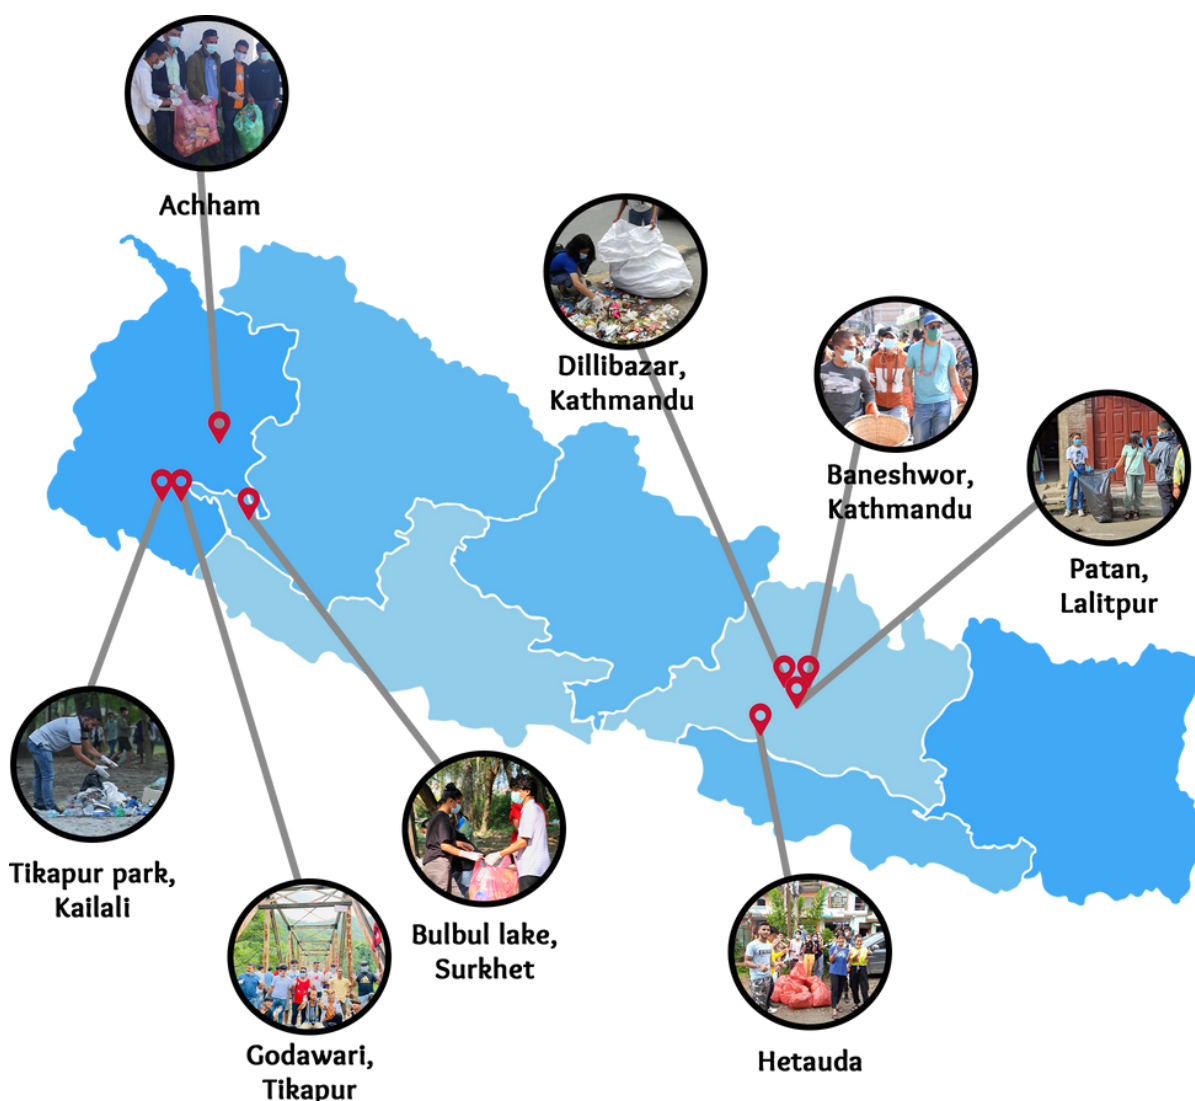 Achham
Dillibazar,
Kathmandu
Baneshwor,
Kathmandu
Patan,
Lalitpur
Tikapur park,
Kailali
Bulbul lake,
Surkhet
Godawari,
Tikapur
Hetauda